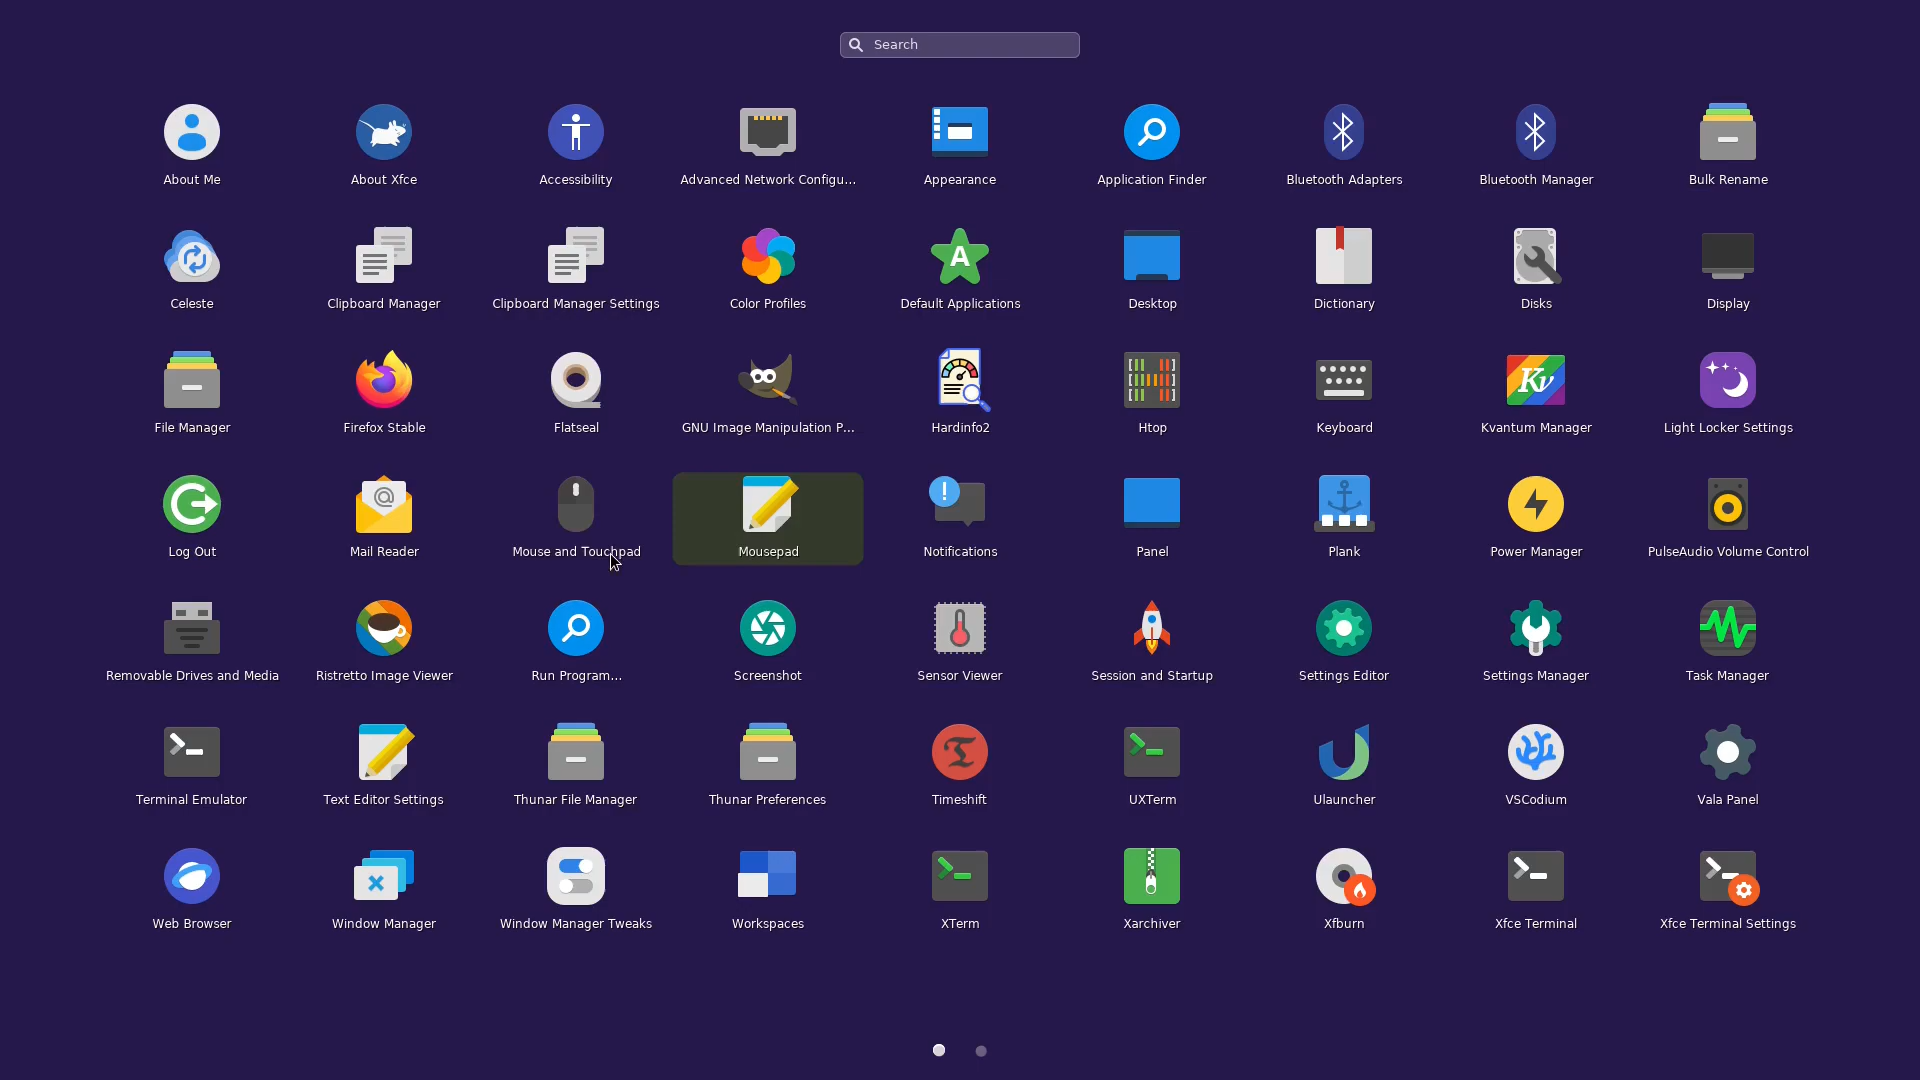 Search
About Me
About Xfce
Accessibility
Advanced Network Configu...
Appearance
Application Finder
Bluetooth Adapters
Bluetooth Manager
Bulk Rename
Celeste
Clipboard Manager
Clipboard Manager Settings
Color Profiles
A
Default Applications
Desktop
Dictionary
Disks
Display
File Manager
Firefox Stable
Flatseal
GNU Image Manipulation P...
Hardinfo2
Htop
Keyboard
Kv
Kvantum Manager
Light Locker Settings
Log Out
@
Mail Reader
Mouse and Touchpad
Mousepad
!
Notifications
Panel
Plank
Power Manager
PulseAudio Volume Control
Removable Drives and Media
Ristretto Image Viewer
Run Program...
Screenshot
Sensor Viewer
Session and Startup
Settings Editor
Settings Manager
Task Manager
Terminal Emulator
Text Editor Settings
Thunar File Manager
Thunar Preferences
Timeshift
UXTerm
Ulauncher
VSCodium
Vala Panel
Web Browser
Window Manager
Window Manager Tweaks
Workspaces
XTerm
Xarchiver
Xfburn
Xfce Terminal
Xfce Terminal Settings